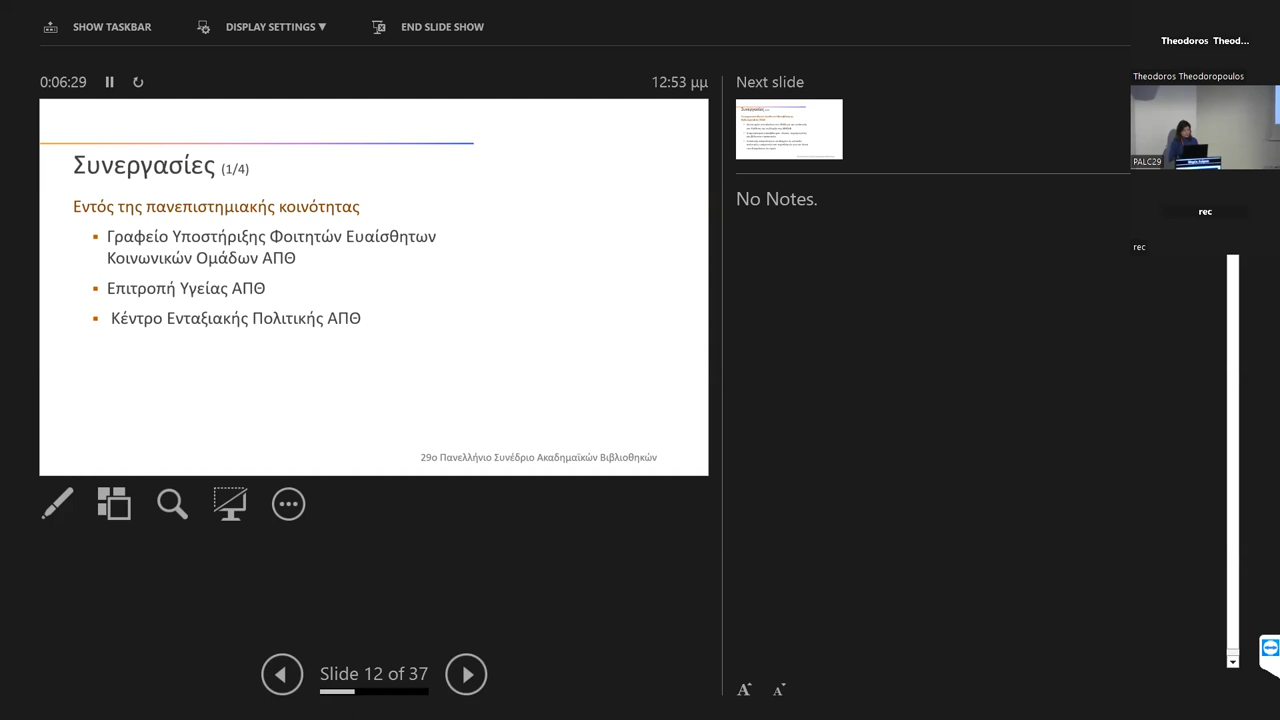 SHOW TASKBAR
DISPLAY SETTINGS ▼
END SLIDE SHOW
Theodoros Theod...
Theodoros Theodoropoulos
PALC29
rec
rec
0:06:29
12:53 μμ
Next slide
Συνεργασίες (1/4)
Εντός της πανεπιστημιακής κοινότητας
▪ Γραφείο Υποστήριξης Φοιτητών Ευαίσθητων
Κοινωνικών Ομάδων ΑΠΘ
▪ Επιτροπή Υγείας ΑΠΘ
▪ Κέντρο Ενταξιακής Πολιτικής ΑΠΘ
29ο Πανελλήνιο Συνέδριο Ακαδημαϊκών Βιβλιοθηκών
Συνεργασίες
No Notes.
Slide 12 of 37
A A